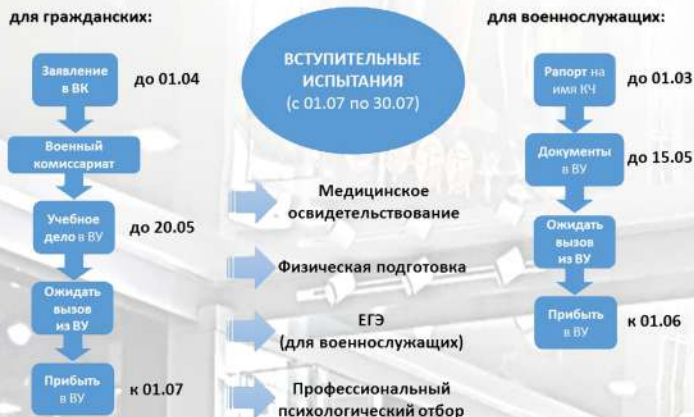 для гражданских:
Заявление
в ВК
до 01.04
Военный
комиссариат
Учебное
дело в ВУ
до 20.05
Ожидать
вызов
из ВУ
Прибыть
в ВУ
к 01.07
ВСТУПИТЕЛЬНЫЕ
ИСПЫТАНИЯ
(с 01.07 по 30.07)
Медицинское
освидетельствование
Физическая подготовка
ЕГЭ
(для военнослужащих)
Профессиональный
психологический отбор
для военнослужащих:
Рапорт на
имя КЧ
до 01.03
Документы
в ВУ
до 15.05
Ожидать
вызов
из ВУ
Прибыть
в ВУ
к 01.06